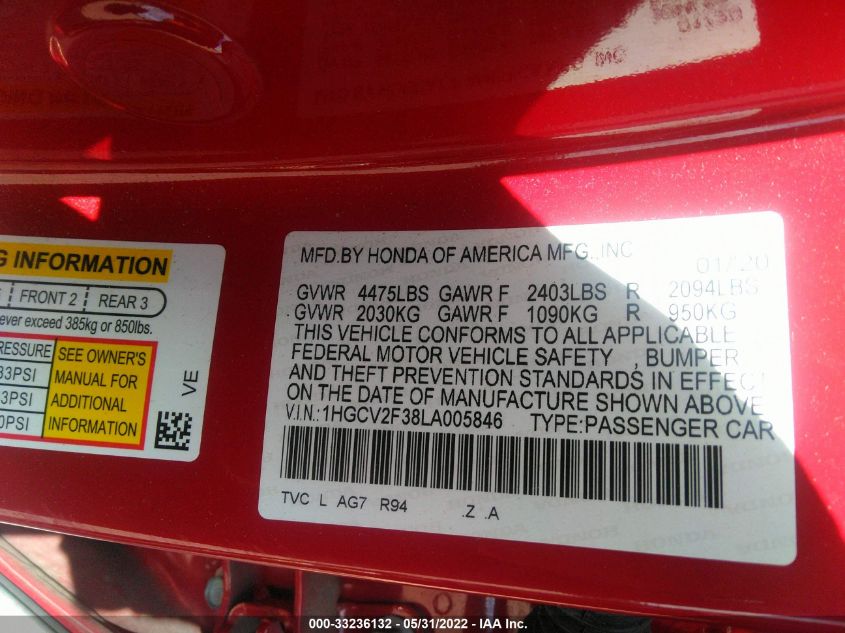 G INFORMATION
FRONT 2 REAR 3
ever exceed 385kg or 850lbs.
PRESSURE
33PSI
3PSI
0PSI
SEE OWNER'S
MANUAL FOR
ADDITIONAL
INFORMATION
VE
MFD.BY HONDA OF AMERICA MFG.,INC 01/20
GVWR 4475LBS GAWR F 2403LBS R 2094LBS
GVWR 2030KG GAWR F 1090KG R 950KG
THIS VEHICLE CONFORMS TO ALL APPLICABLE
FEDERAL MOTOR VEHICLE SAFETY , BUMPER
AND THEFT PREVENTION STANDARDS IN EFFECT
ON THE DATE OF MANUFACTURE SHOWN ABOVE
V.I.N.:1HGCV2F38LA005846 TYPE:PASSENGER CAR
TVC L AG7 R94 .Z .A
000-33236132 - 05/31/2022 - IAA Inc.